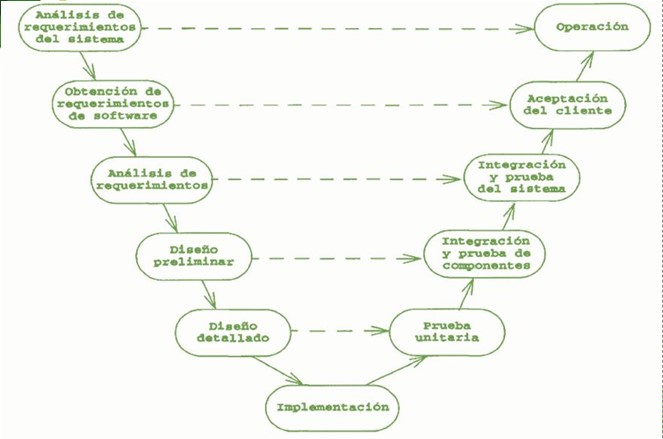 Análisis de
requerimientos
del sistema
Operación
Obtención de
requerimientos
de software
Aceptación
del cliente
Análisis de
requerimientos
Integración
y prueba
del sistema
Diseño
preliminar
Integración
y prueba de
componentes
Diseño
detallado
Prueba
unitaria
Implementación